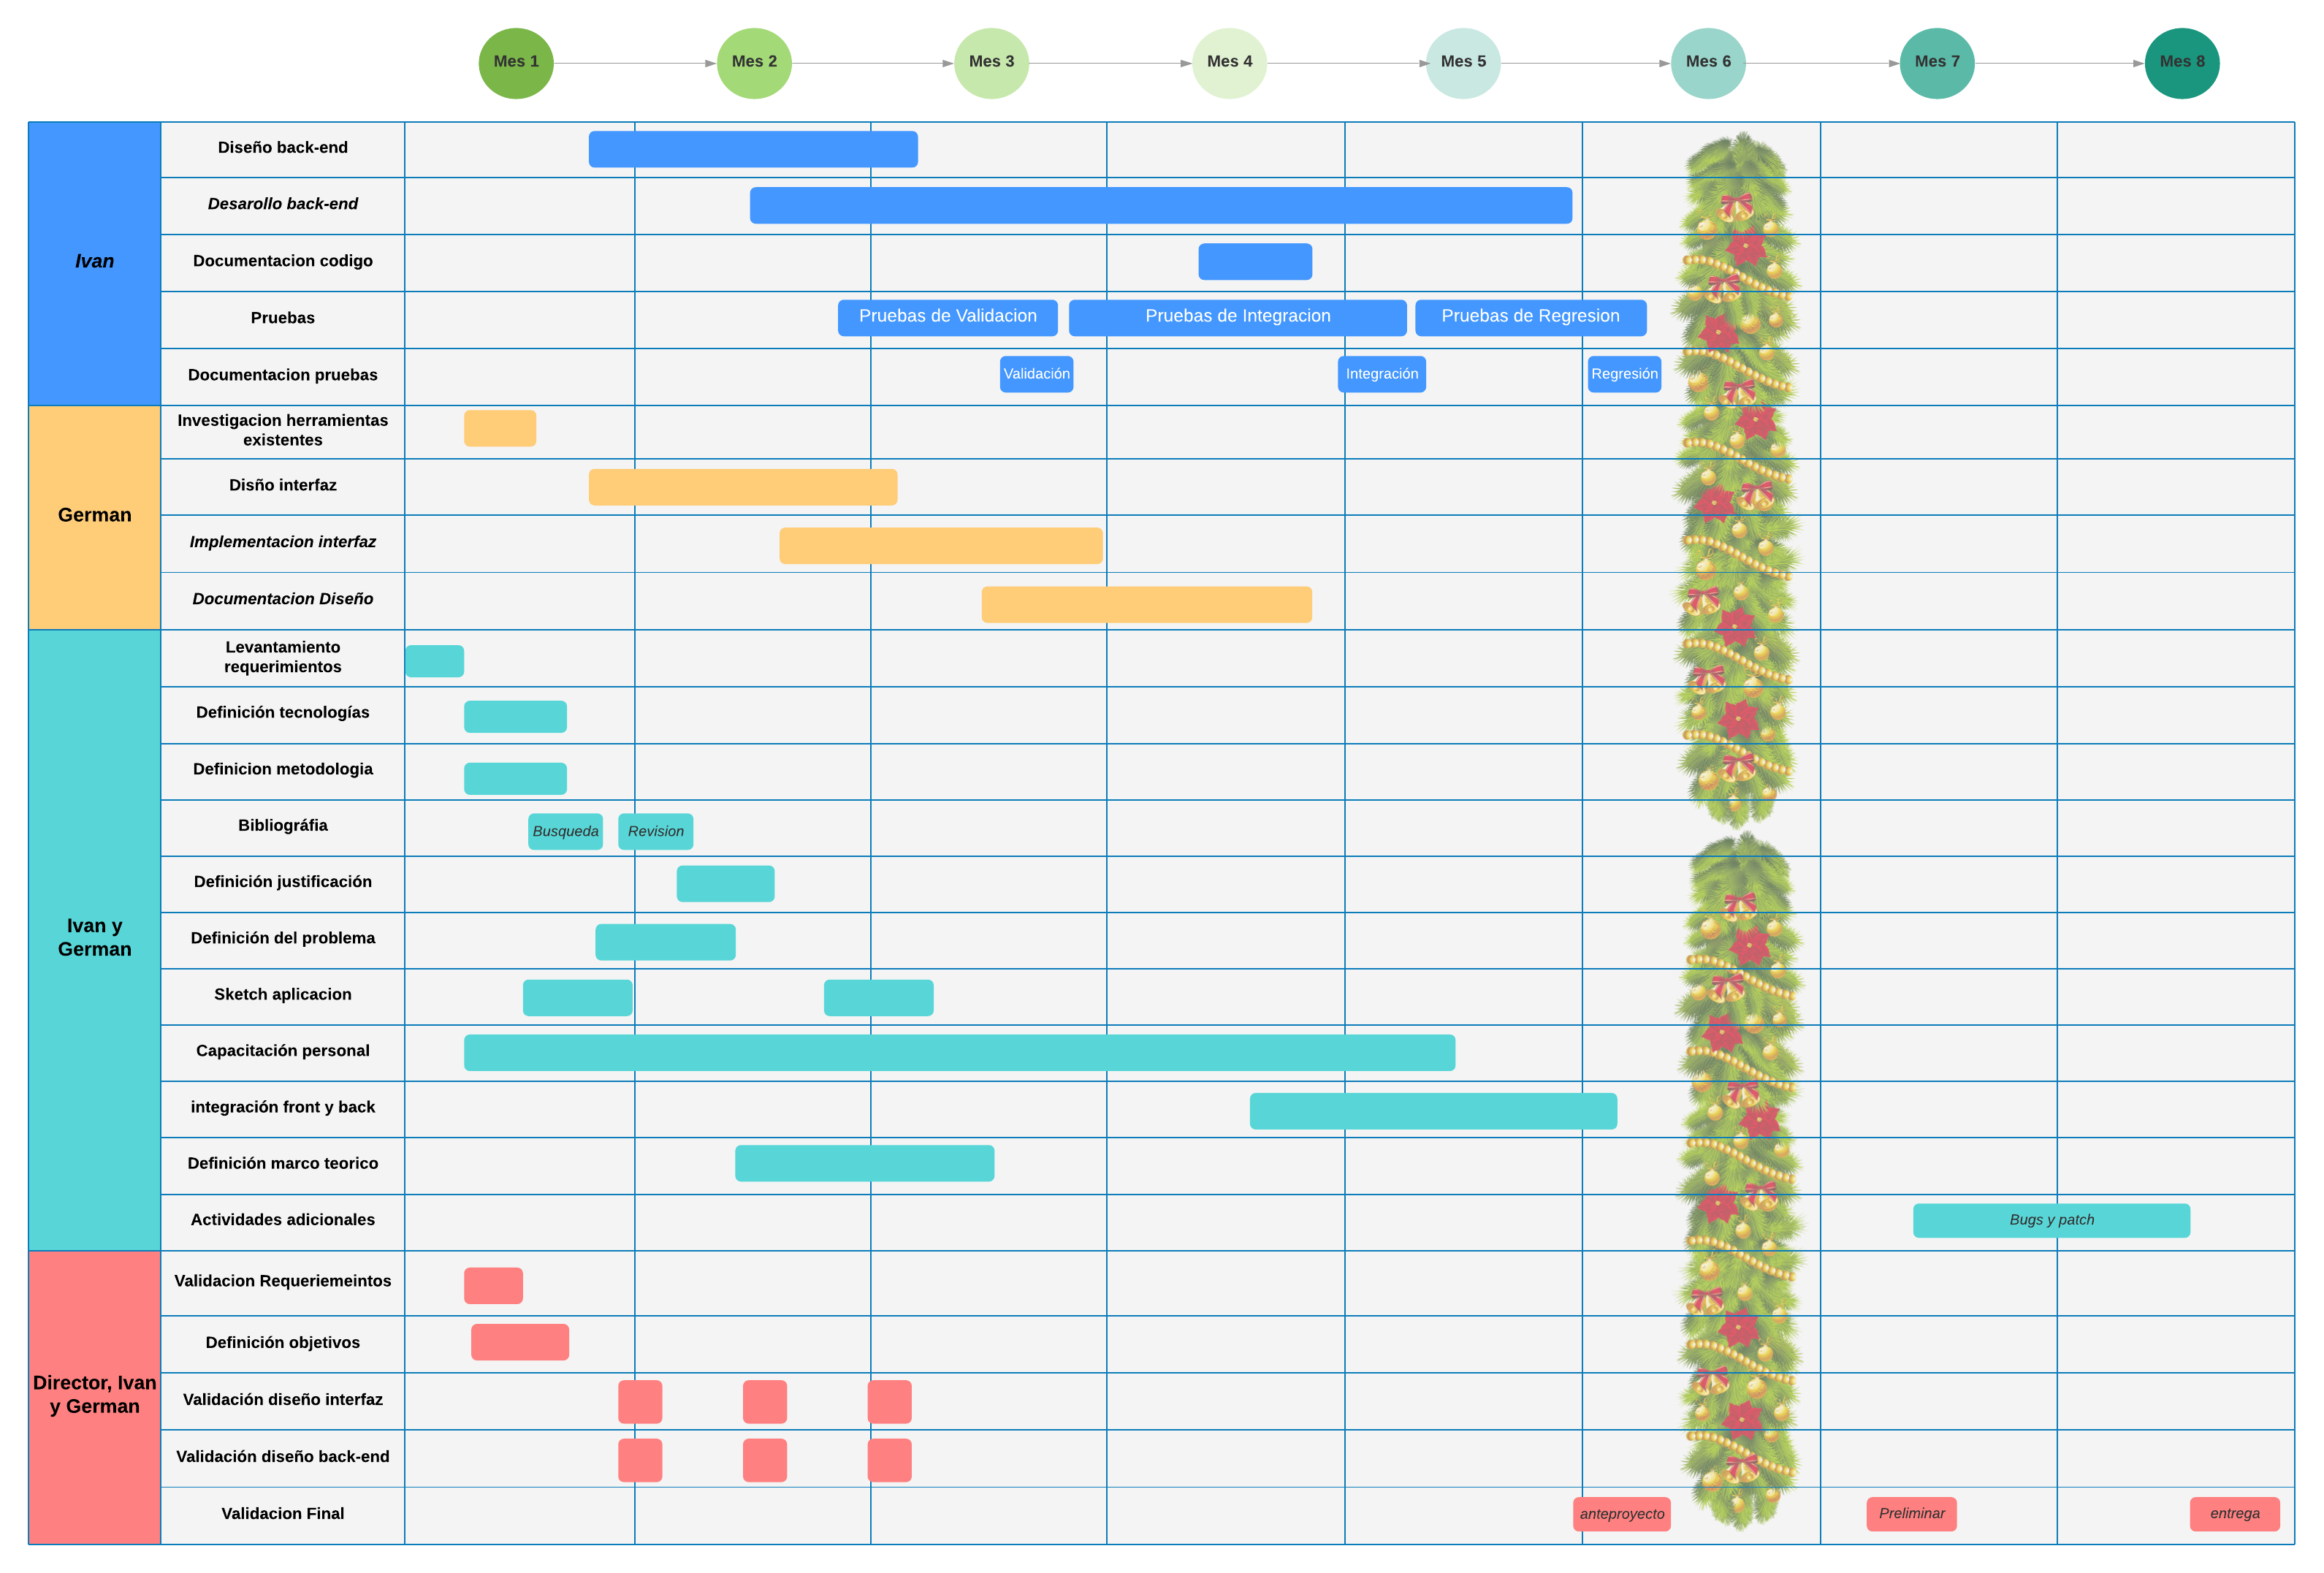 Mes 1
Mes 2
Mes 3
Mes 4
Mes 5
Mes 6
Mes 7
Mes 8
Ivan
Diseño back-end
Desarollo back-end
Documentacion codigo
Pruebas
Pruebas de Validacion
Pruebas de Integracion
Pruebas de Regresion
Documentacion pruebas
Validación
Integración
Regresión
German
Investigacion herramientas
existentes
Disño interfaz
Implementacion interfaz
Documentacion Diseño
Ivan y
German
Levantamiento
requerimientos
Definición tecnologías
Definicion metodologia
Bibliográfia
Busqueda
Revision
Definición justificación
Definición del problema
Sketch aplicacion
Capacitación personal
integración front y back
Definición marco teorico
Actividades adicionales
Bugs y patch
Director, Ivan
y German
Validacion Requeriemeintos
Definición objetivos
Validación diseño interfaz
Validación diseño back-end
Validacion Final
anteproyecto
Preliminar
entrega